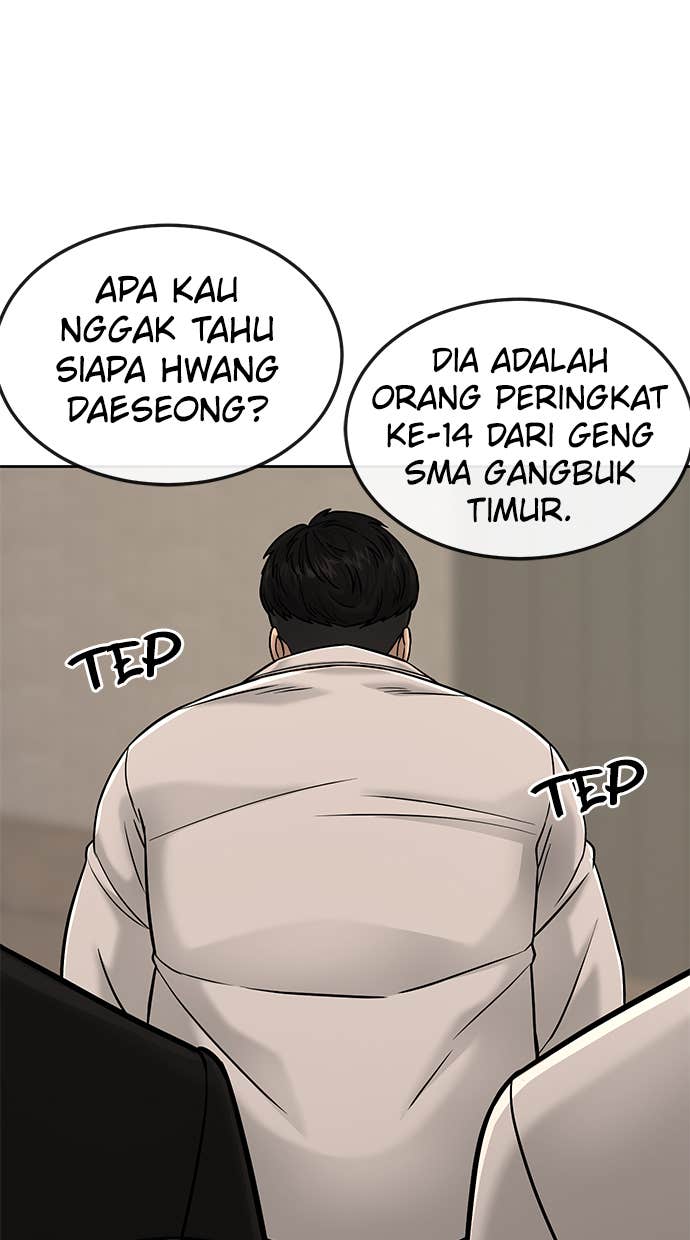 APA KAU
NGGAK TAHU
SIAPA HWANG
DAESEONG?
DIA ADALAH
ORANG PERINGKAT
KE-14 DARI GENG
SMA GANGBUK
TIMUR.
TEP
TEP